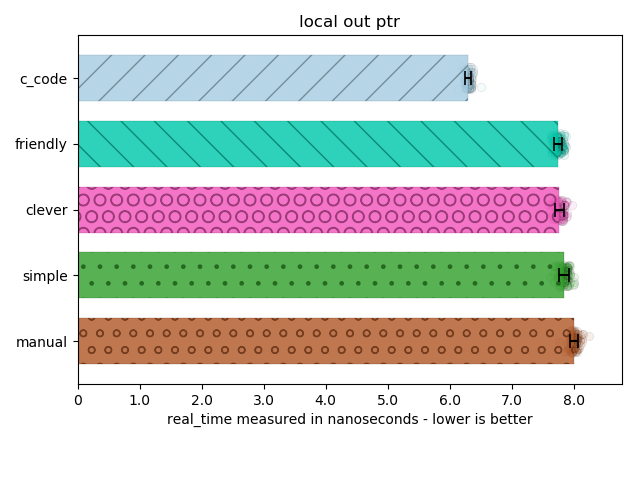 local out ptr
c_code
friendly
clever
simple
manual
0 1.0 2.0 3.0 4.0 5.0 6.0 7.0 8.0
real_time measured in nanoseconds - lower is better